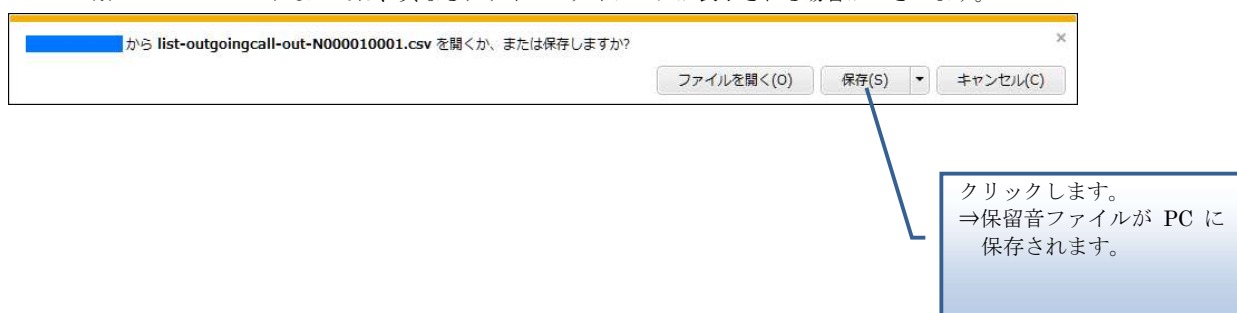 から list-outgoingcall-out-N000010001.csv を開くか、または保存しますか?
×
ファイルを開く(O) 保存(S) キャンセル(C)
クリックします。
⇒保留音ファイルが PC に
保存されます。